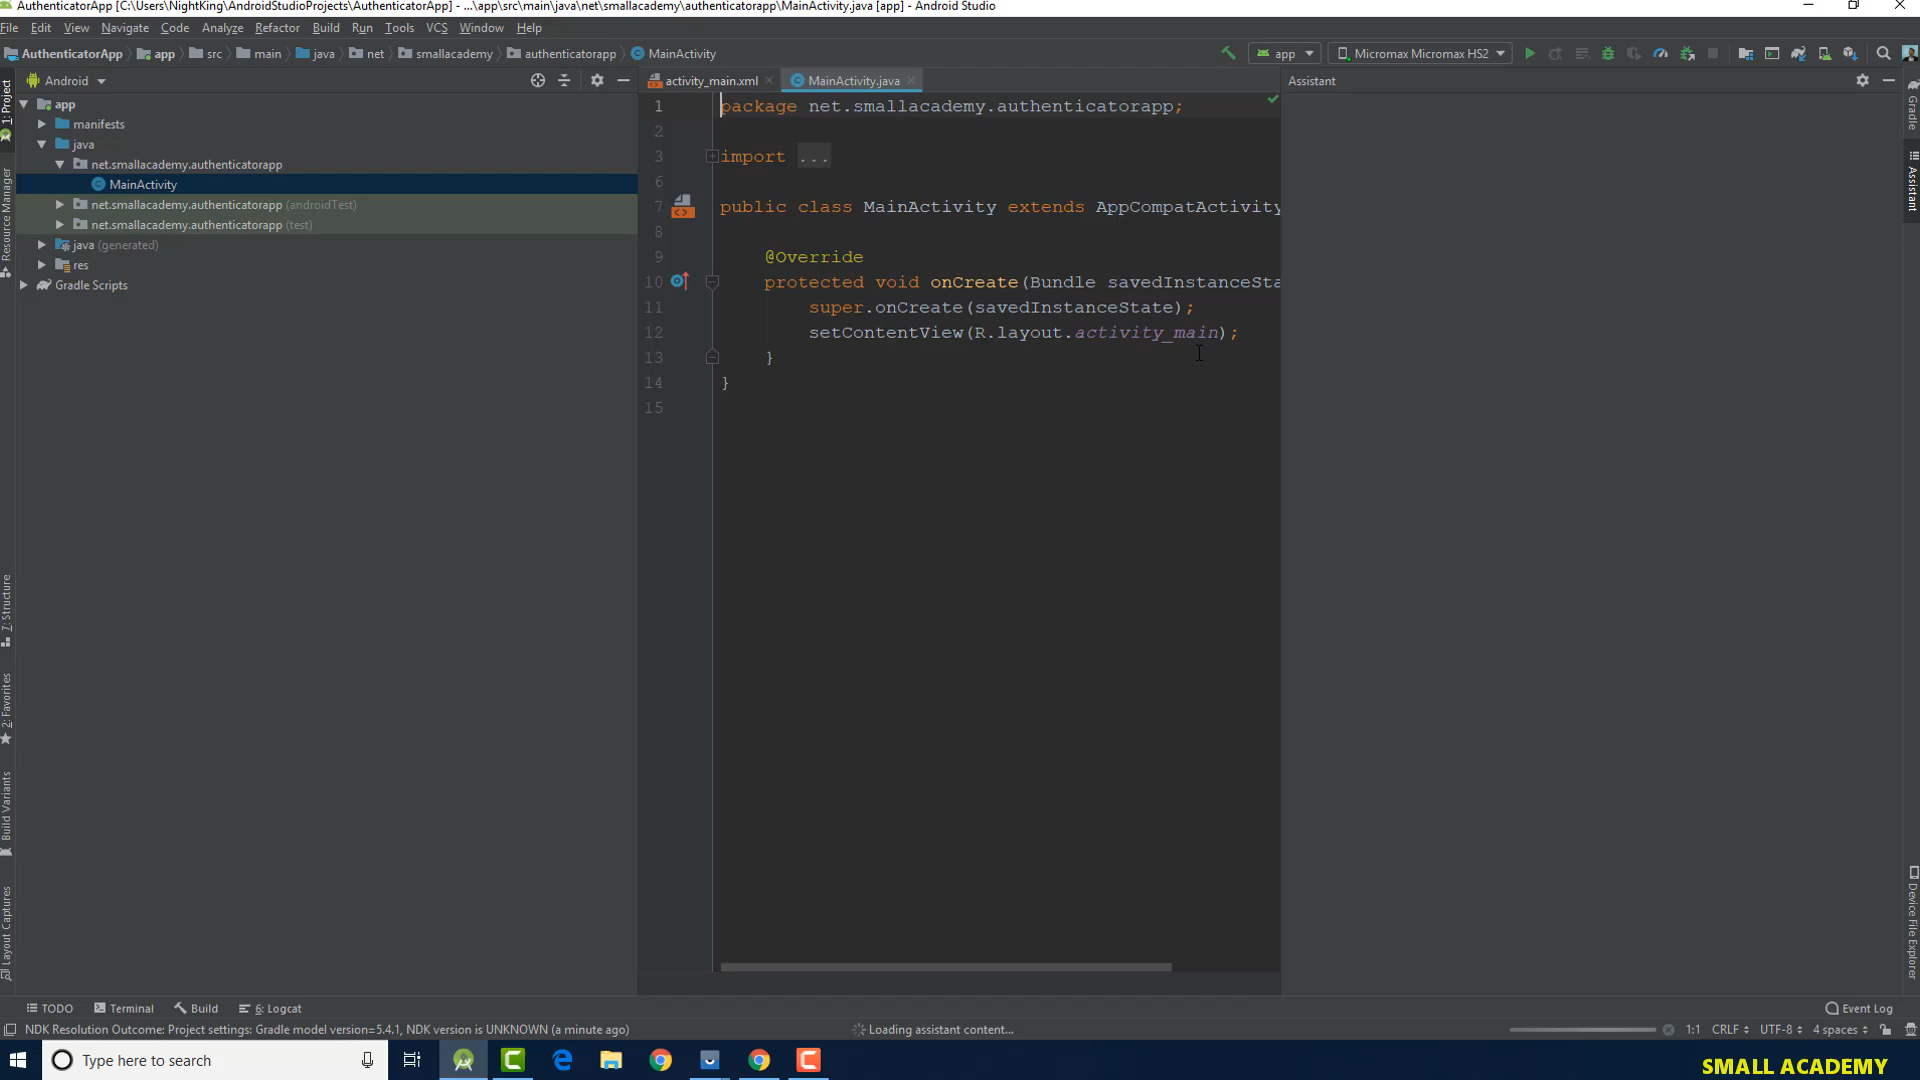 AuthenticatorApp [C:\Users\NightKing\AndroidStudioProjects\AuthenticatorApp] - ...\app\src\main\java\net\smallacademy\authenticatorapp\MainActivity.java [app] - Android Studio
File Edit View Navigate Code Analyze Refactor Build Run Tools VCS Window Help
AuthenticatorApp app src main java net smallacademy authenticatorapp MainActivity app Micromax Micromax HS2
Android activity_main.xml MainActivity.java Assistant
app
manifests
java
net.smallacademy.authenticatorapp
MainActivity
net.smallacademy.authenticatorapp (androidTest)
net.smallacademy.authenticatorapp (test)
java (generated)
res
Gradle Scripts
1 package net.smallacademy.authenticatorapp;
2
3 import ...
6
7 public class MainActivity extends AppCompatActivity
8
9 @Override
10 protected void onCreate(Bundle savedInstanceSta
11 super.onCreate(savedInstanceState);
12 setContentView(R.layout.activity_main);
13 }
14 }
15
1: Project
Resource Manager
7: Structure
2: Favorites
Build Variants
Layout Captures
Gradle
Assistant
Device File Explorer
TODO Terminal Build 6: Logcat Event Log
NDK Resolution Outcome: Project settings: Gradle model version=5.4.1, NDK version is UNKNOWN (a minute ago) Loading assistant content... 1:1 CRLF UTF-8 4 spaces
Type here to search
SMALL ACADEMY